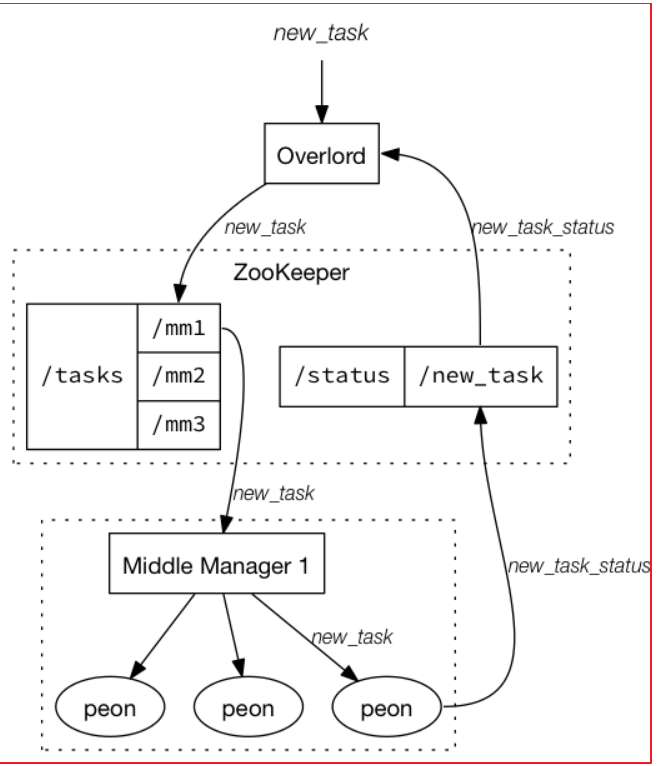 new_task
Overlord
new_task
new_task_status
ZooKeeper
/tasks
/mm1
/mm2
/mm3
/status
/new_task
new_task
Middle Manager 1
new_task_status
new_task
peon
peon
peon